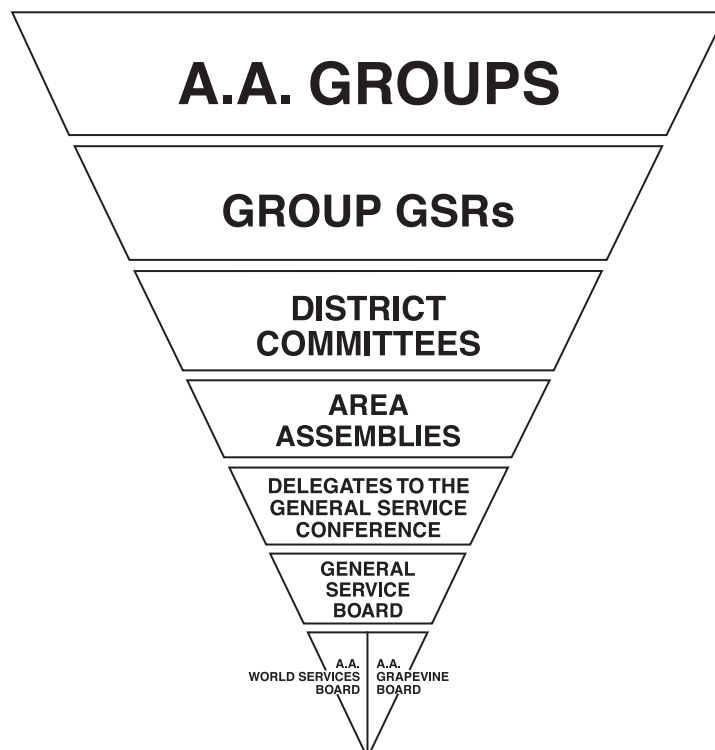 A.A. GROUPS
GROUP GSRs
DISTRICT
COMMITTEES
AREA
ASSEMBLIES
DELEGATES TO THE
GENERAL SERVICE
CONFERENCE
GENERAL
SERVICE
BOARD
A.A.
WORLD SERVICES
BOARD
A.A.
GRAPEVINE
BOARD